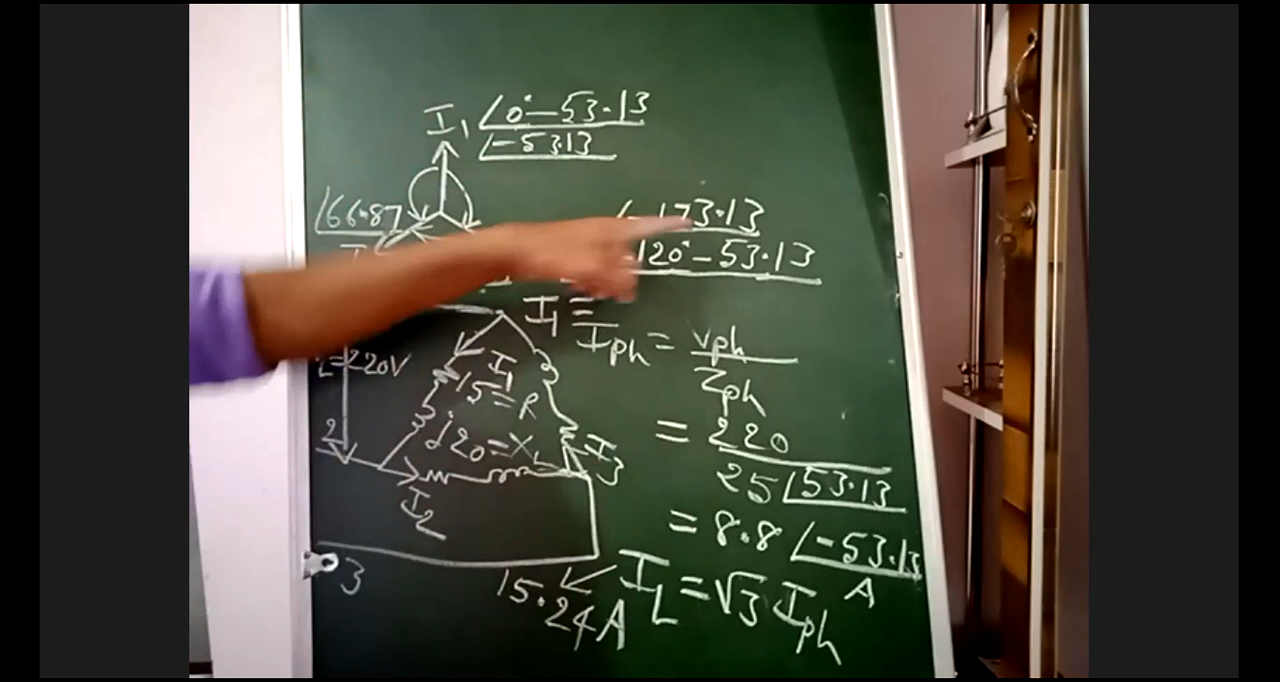 I₁ ∠0°-53.13
∠-53.13
∠66.87
∠-173.13
-120°-53.13
I₁ =
Iph = Vph / Zph
L=220V
I₁
15=R
j20=XL
= 220 / 25∠53.13
2
I₃
I₂
= 8.8 ∠-53.13 A
3
15.24A ← IL = √3 Iph